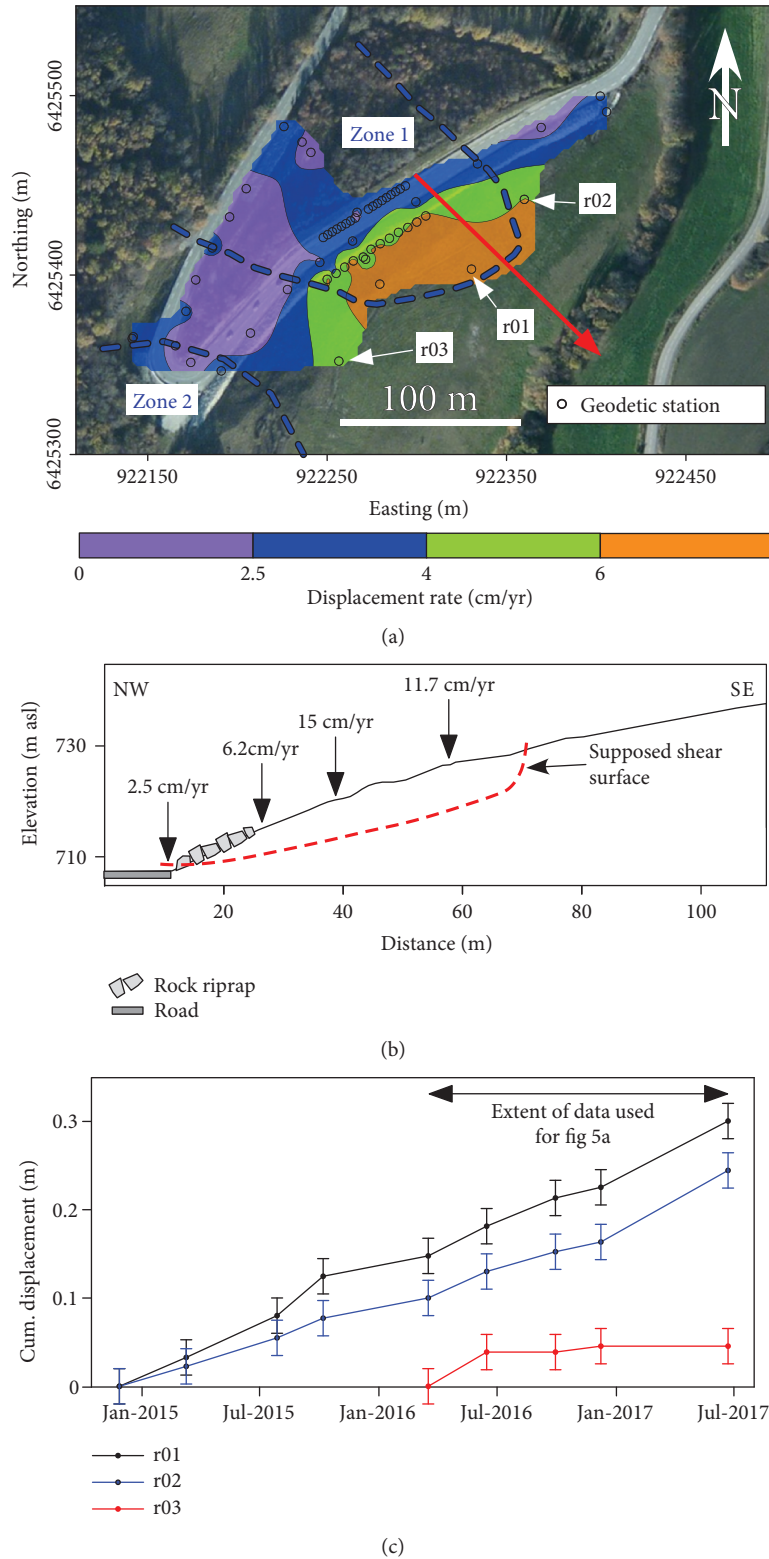 6425500
6425400
6425300
Northing (m)
Zone 1
N
r02
r01
r03
Zone 2
100 m
Geodetic station
922150
922250
922350
922450
Easting (m)
0
2.5
4
6
Displacement rate (cm/yr)
(a)
NW
SE
11.7 cm/yr
15 cm/yr
6.2cm/yr
2.5 cm/yr
Supposed shear
surface
730
710
Elevation (m asl)
20
40
60
80
100
Distance (m)
Rock riprap
Road
(b)
Extent of data used
for fig 5a
0.3
0.2
0.1
0
Cum. displacement (m)
Jan-2015
Jul-2015
Jan-2016
Jul-2016
Jan-2017
Jul-2017
r01
r02
r03
(c)